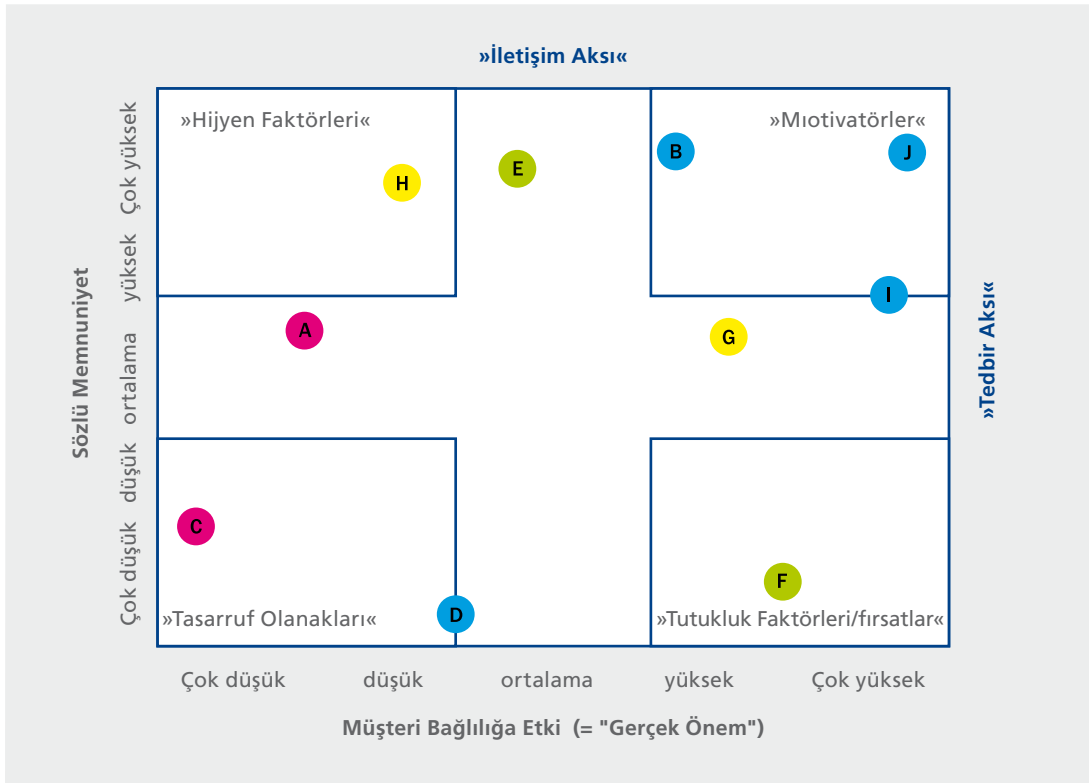 »İletişim Aksı«
»Hijyen Faktörleri«
»Mıotivatörler«
B
J
E
H
I
A
G
C
F
D
»Tasarruf Olanakları«
»Tutukluk Faktörleri/fırsatlar«
Sözlü Memnuniyet
Çok düşük düşük ortalama yüksek Çok yüksek
»Tedbir Aksı«
Çok düşük düşük ortalama yüksek Çok yüksek
Müşteri Bağlılığa Etki (= "Gerçek Önem")